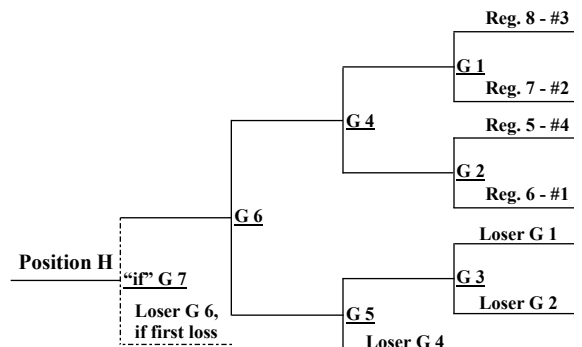 Reg. 8 - #3
G 1
Reg. 7 - #2
G 4
Reg. 5 - #4
G 2
Reg. 6 - #1
G 6
Loser G 1
Position H
"if" G 7
G 3
Loser G 6,
if first loss
G 5
Loser G 2
Loser G 4